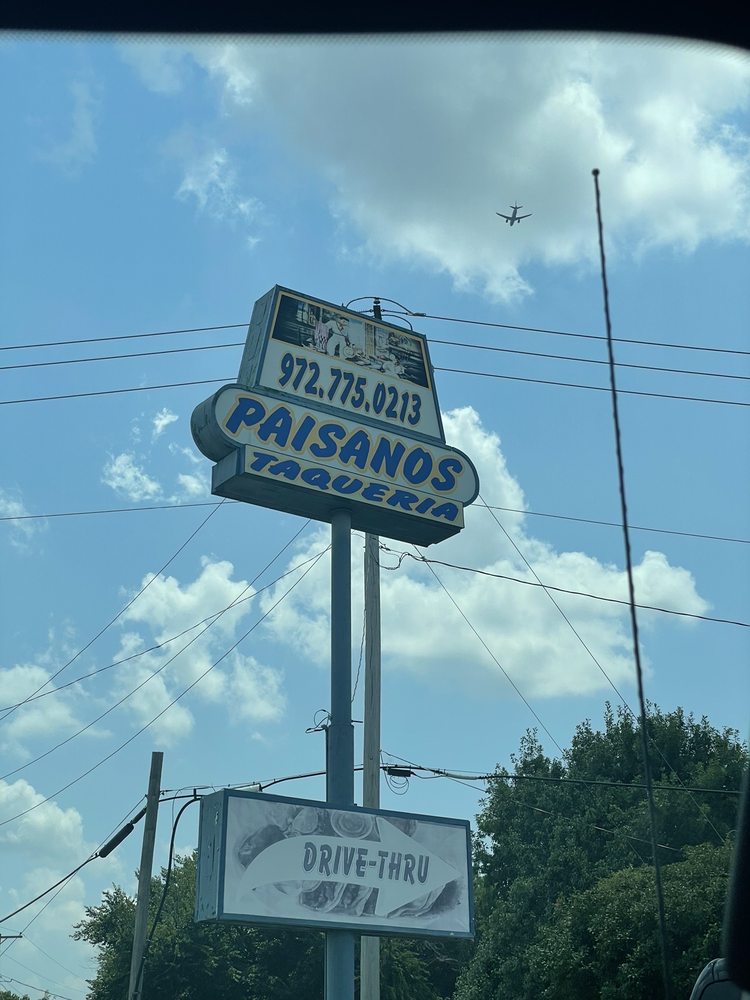 972.775.0213
PAISANOS
TAQUERIA
DRIVE-THRU